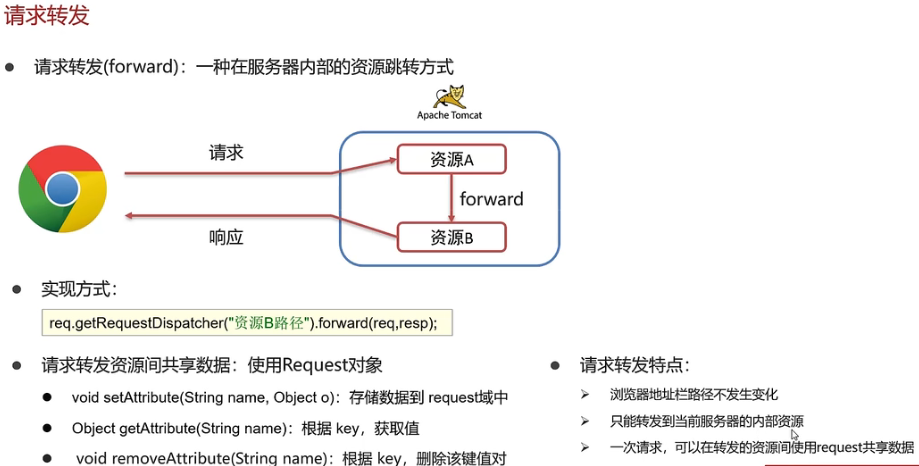 请求转发
请求转发(forward)：一种在服务器内部的资源跳转方式
Apache Tomcat
请求
资源A
forward
响应
资源B
实现方式：
req.getRequestDispatcher("资源B路径").forward(req,resp);
请求转发资源间共享数据：使用Request对象
void setAttribute(String name, Object o)：存储数据到 request域中
Object getAttribute(String name)：根据 key，获取值
void removeAttribute(String name)：根据 key，删除该键值对
请求转发特点：
浏览器地址栏路径不发生变化
只能转发到当前服务器的内部资源
一次请求，可以在转发的资源间使用request共享数据